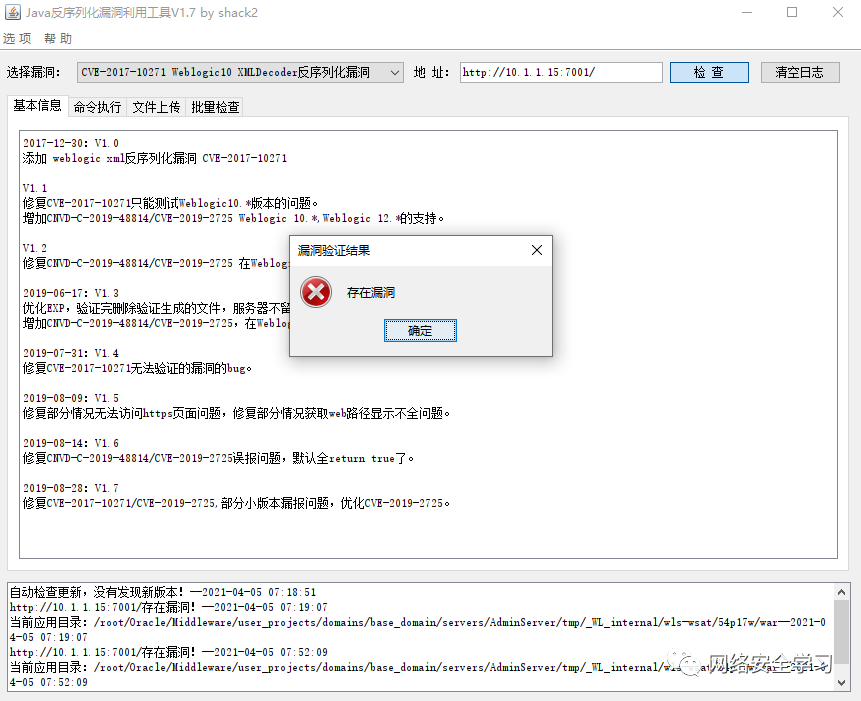 Java反序列化漏洞利用工具V1.7 by shack2
选项 帮助
选择漏洞: CVE-2017-10271 Weblogic10 XMLDecoder反序列化漏洞 地址: http://10.1.1.15:7001/ 检查 清空日志
基本信息 命令执行 文件上传 批量检查
2017-12-30: V1.0
添加 weblogic xml反序列化漏洞 CVE-2017-10271
V1.1
修复CVE-2017-10271只能测试Weblogic10.*版本的问题。
增加CNVD-C-2019-48814/CVE-2019-2725 Weblogic 10.*,Weblogic 12.*的支持。
V1.2
修复CNVD-C-2019-48814/CVE-2019-2725 在Weblog
2019-06-17: V1.3
优化EXP，验证完删除验证生成的文件，服务器不留
增加CNVD-C-2019-48814/CVE-2019-2725，在Weblog
2019-07-31: V1.4
修复CVE-2017-10271无法验证的漏洞的bug。
2019-08-09: V1.5
修复部分情况无法访问https页面问题，修复部分情况获取web路径显示不全问题。
2019-08-14: V1.6
修复CNVD-C-2019-48814/CVE-2019-2725误报问题，默认全return true了。
2019-08-28: V1.7
修复CVE-2017-10271/CVE-2019-2725,部分小版本漏报问题，优化CVE-2019-2725。
漏洞验证结果
存在漏洞
确定
自动检查更新，没有发现新版本！--2021-04-05 07:18:51
http://10.1.1.15:7001/存在漏洞！--2021-04-05 07:19:07
当前应用目录: /root/Oracle/Middleware/user_projects/domains/base_domain/servers/AdminServer/tmp/_WL_internal/wls-wsat/54p17w/war--2021-0
4-05 07:19:07
http://10.1.1.15:7001/存在漏洞！--2021-04-05 07:52:09
当前应用目录: /root/Oracle/Middleware/user_projects/domains/base_domain/servers/AdminServer/tmp/_WL_internal/wls
4-05 07:52:09
网络安全学习